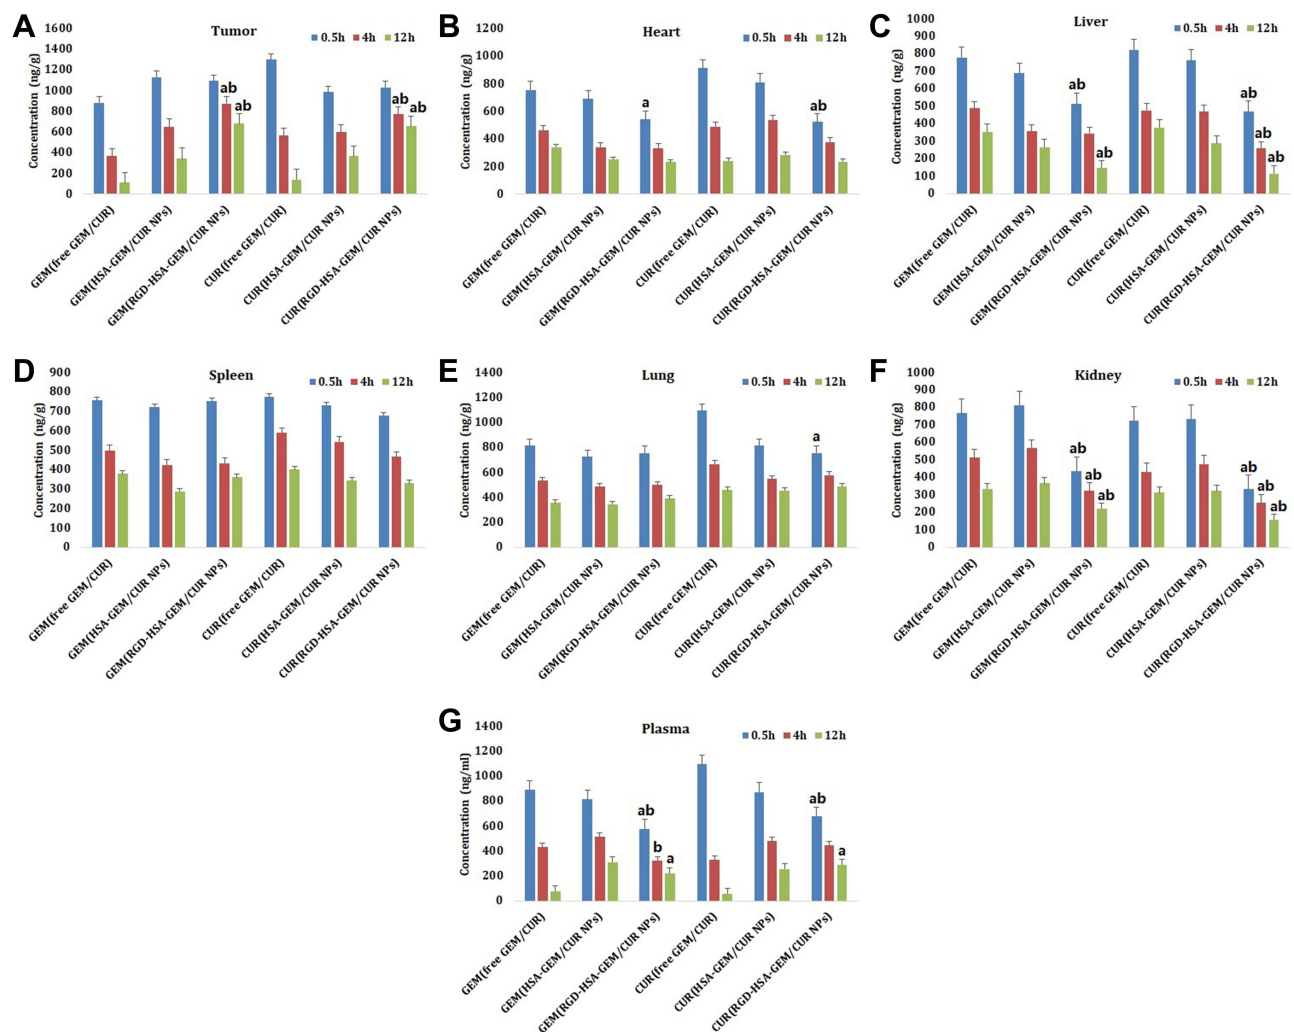 A
Tumor
0.5h 4h 12h
Concentration (ng/g)
1600
1400
1200
1000
800
600
400
200
0
ab
ab
ab
ab
GEM(free GEM/CUR)
GEM(HSA-GEM/CUR NPs)
GEM(RGD-HSA-GEM/CUR NPs)
CUR(free GEM/CUR)
CUR(HSA-GEM/CUR NPs)
CUR(RGD-HSA-GEM/CUR NPs)
B
Heart
0.5h 4h 12h
Concentration (ng/g)
1200
1000
800
600
400
200
0
a
ab
GEM(free GEM/CUR)
GEM(HSA-GEM/CUR NPs)
GEM(RGD-HSA-GEM/CUR NPs)
CUR(free GEM/CUR)
CUR(HSA-GEM/CUR NPs)
CUR(RGD-HSA-GEM/CUR NPs)
C
Liver
0.5h 4h 12h
Concentration (ng/g)
1000
900
800
700
600
500
400
300
200
100
0
ab
ab
ab
ab
ab
GEM(free GEM/CUR)
GEM(HSA-GEM/CUR NPs)
GEM(RGD-HSA-GEM/CUR NPs)
CUR(free GEM/CUR)
CUR(HSA-GEM/CUR NPs)
CUR(RGD-HSA-GEM/CUR NPs)
D
Spleen
0.5h 4h 12h
Concentration (ng/g)
900
800
700
600
500
400
300
200
100
0
GEM(free GEM/CUR)
GEM(HSA-GEM/CUR NPs)
GEM(RGD-HSA-GEM/CUR NPs)
CUR(free GEM/CUR)
CUR(HSA-GEM/CUR NPs)
CUR(RGD-HSA-GEM/CUR NPs)
E
Lung
0.5h 4h 12h
Concentration (ng/g)
1400
1200
1000
800
600
400
200
0
a
GEM(free GEM/CUR)
GEM(HSA-GEM/CUR NPs)
GEM(RGD-HSA-GEM/CUR NPs)
CUR(free GEM/CUR)
CUR(HSA-GEM/CUR NPs)
CUR(RGD-HSA-GEM/CUR NPs)
F
Kidney
0.5h 4h 12h
Concentration (ng/g)
1000
900
800
700
600
500
400
300
200
100
0
ab
ab
ab
ab
ab
ab
GEM(free GEM/CUR)
GEM(HSA-GEM/CUR NPs)
GEM(RGD-HSA-GEM/CUR NPs)
CUR(free GEM/CUR)
CUR(HSA-GEM/CUR NPs)
CUR(RGD-HSA-GEM/CUR NPs)
G
Plasma
0.5h 4h 12h
Concentration (ng/ml)
1400
1200
1000
800
600
400
200
0
ab
b
a
ab
a
GEM(free GEM/CUR)
GEM(HSA-GEM/CUR NPs)
GEM(RGD-HSA-GEM/CUR NPs)
CUR(free GEM/CUR)
CUR(HSA-GEM/CUR NPs)
CUR(RGD-HSA-GEM/CUR NPs)